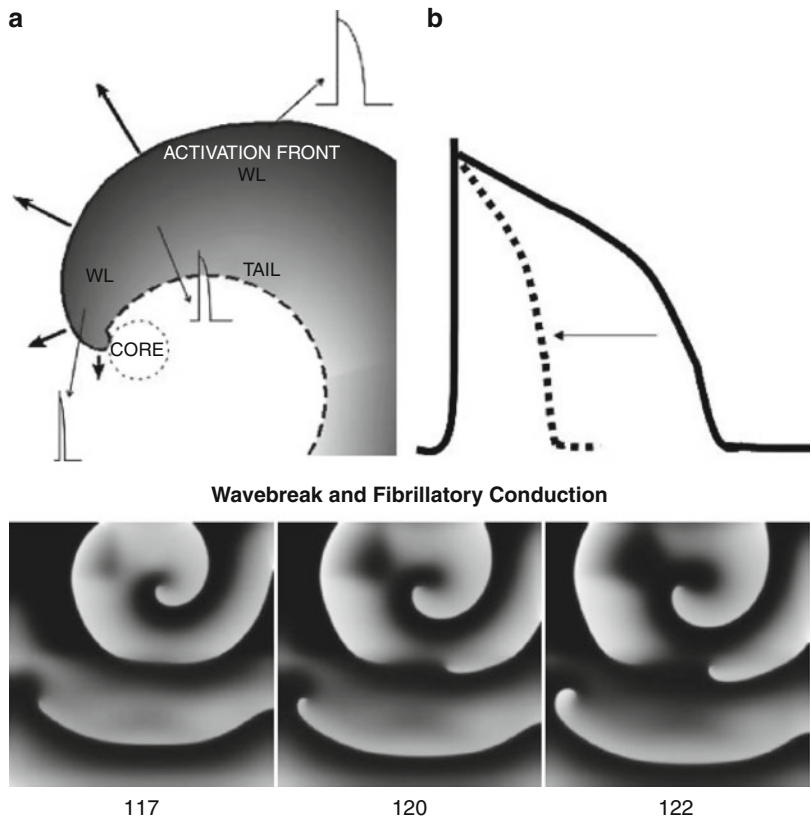 a
b
ACTIVATION FRONT
WL
WL
TAIL
CORE
Wavebreak and Fibrillatory Conduction
117
120
122